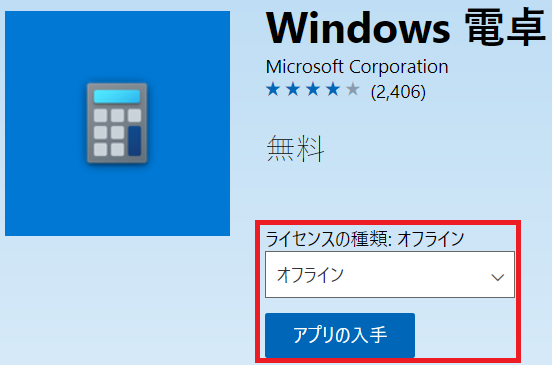 Windows 電卓
Microsoft Corporation
(2,406)
無料
ライセンスの種類: オフライン
オフライン
アプリの入手